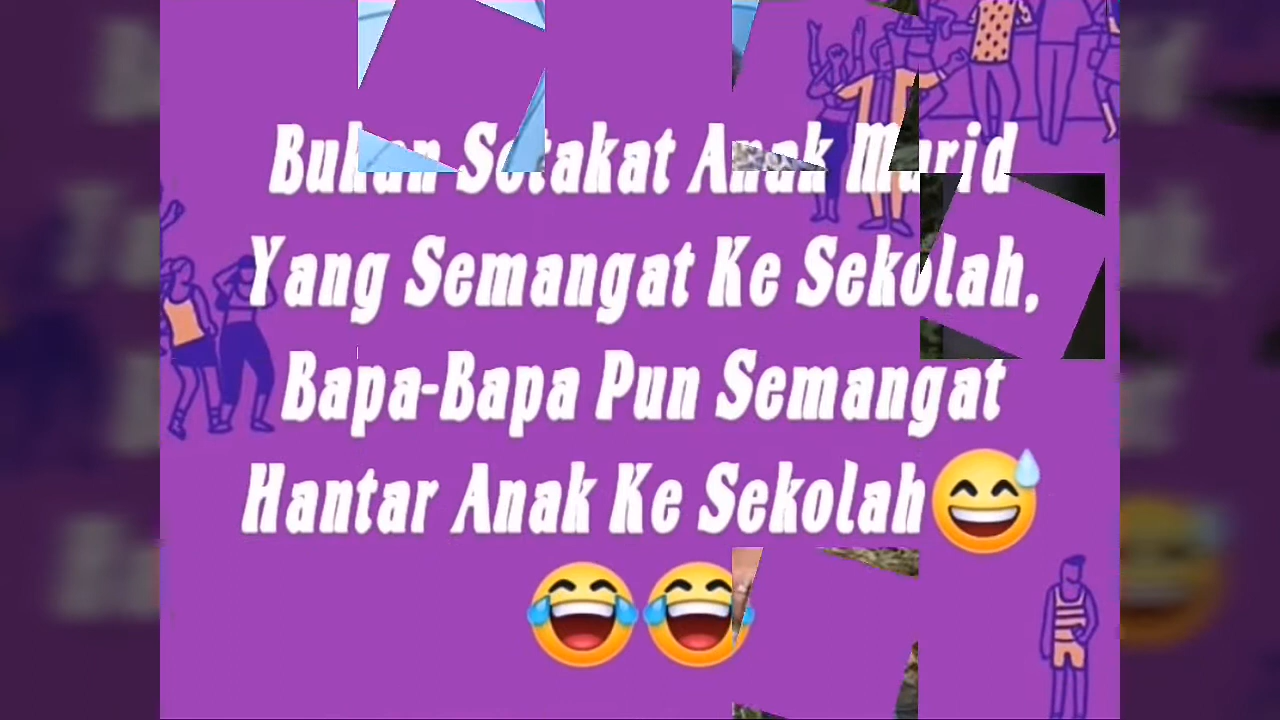 Bukan Setakat Anak Murid
Yang Semangat Ke Sekolah,
Bapa-Bapa Pun Semangat
Hantar Anak Ke Sekolah😅
😂😂